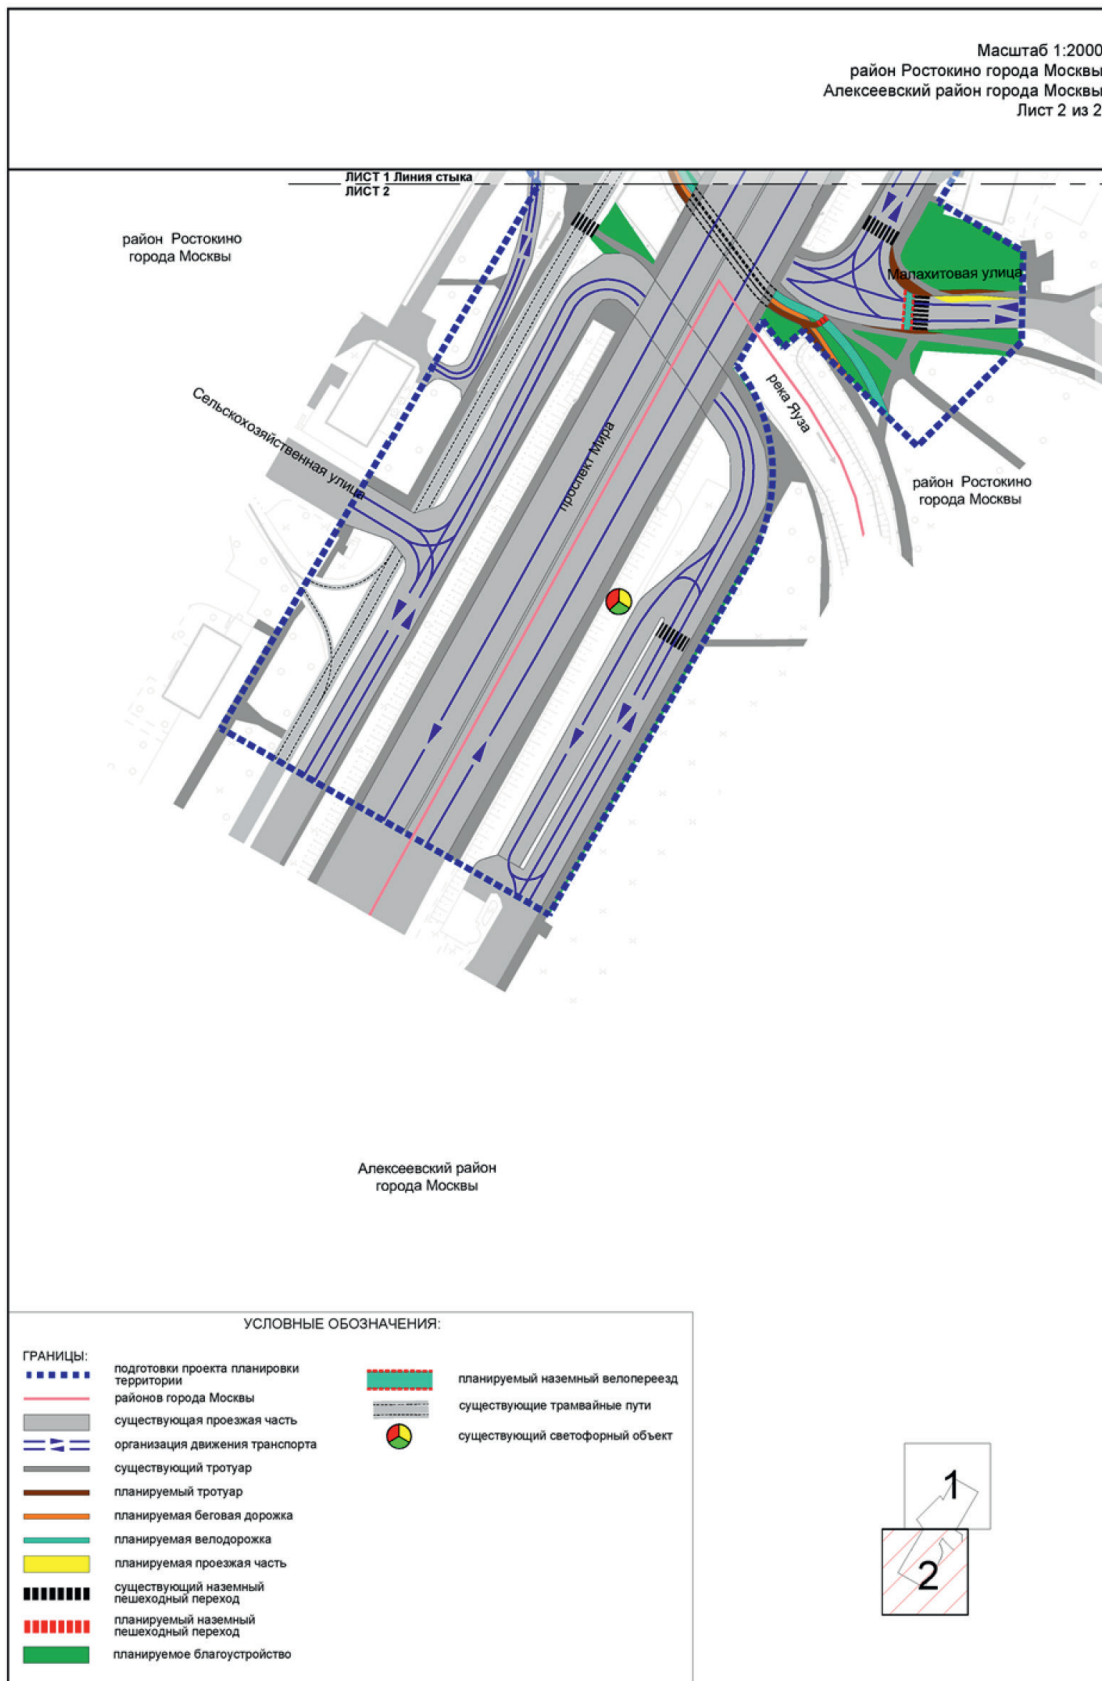 Масштаб 1:2000
район Ростокино города Москвы
Алексеевский район города Москвы
Лист 2 из 2
ЛИСТ 1 Линия стыка
ЛИСТ 2
район Ростокино
города Москвы
Малахитовая улица
Сельскохозяйственная улица
проспект Мира
река Яуза
район Ростокино
города Москвы
Алексеевский район
города Москвы
УСЛОВНЫЕ ОБОЗНАЧЕНИЯ:
ГРАНИЦЫ:
подготовки проекта планировки
территории
районов города Москвы
существующая проезжая часть
организация движения транспорта
существующий тротуар
планируемый тротуар
планируемая беговая дорожка
планируемая велодорожка
планируемая проезжая часть
существующий наземный
пешеходный переход
планируемый наземный
пешеходный переход
планируемое благоустройство
планируемый наземный велопереезд
существующие трамвайные пути
существующий светофорный объект
1
2